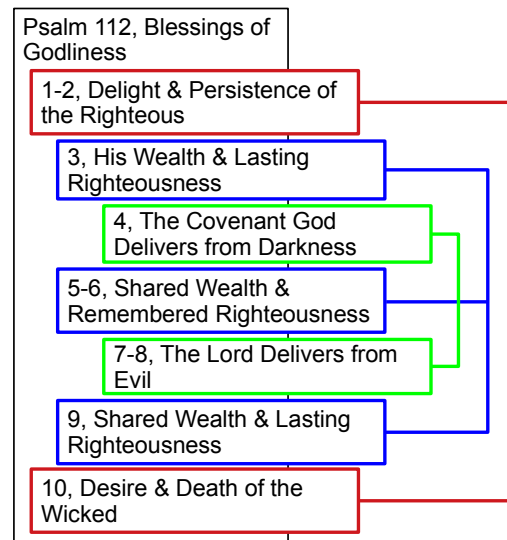 Psalm 112, Blessings of
Godliness
1-2, Delight & Persistence of
the Righteous
3, His Wealth & Lasting
Righteousness
4, The Covenant God
Delivers from Darkness
5-6, Shared Wealth &
Remembered Righteousness
7-8, The Lord Delivers from
Evil
9, Shared Wealth & Lasting
Righteousness
10, Desire & Death of the
Wicked